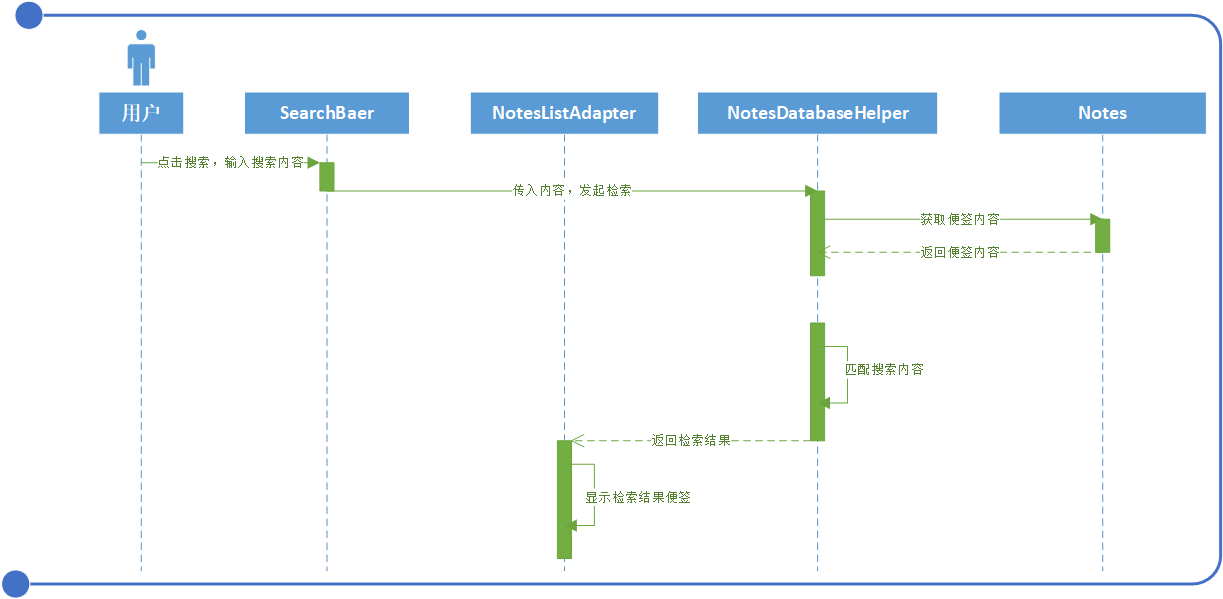 用户
SearchBaer
NotesListAdapter
NotesDatabaseHelper
Notes
点击搜索，输入搜索内容
传入内容，发起检索
获取便签内容
返回便签内容
匹配搜索内容
返回检索结果
显示检索结果便签